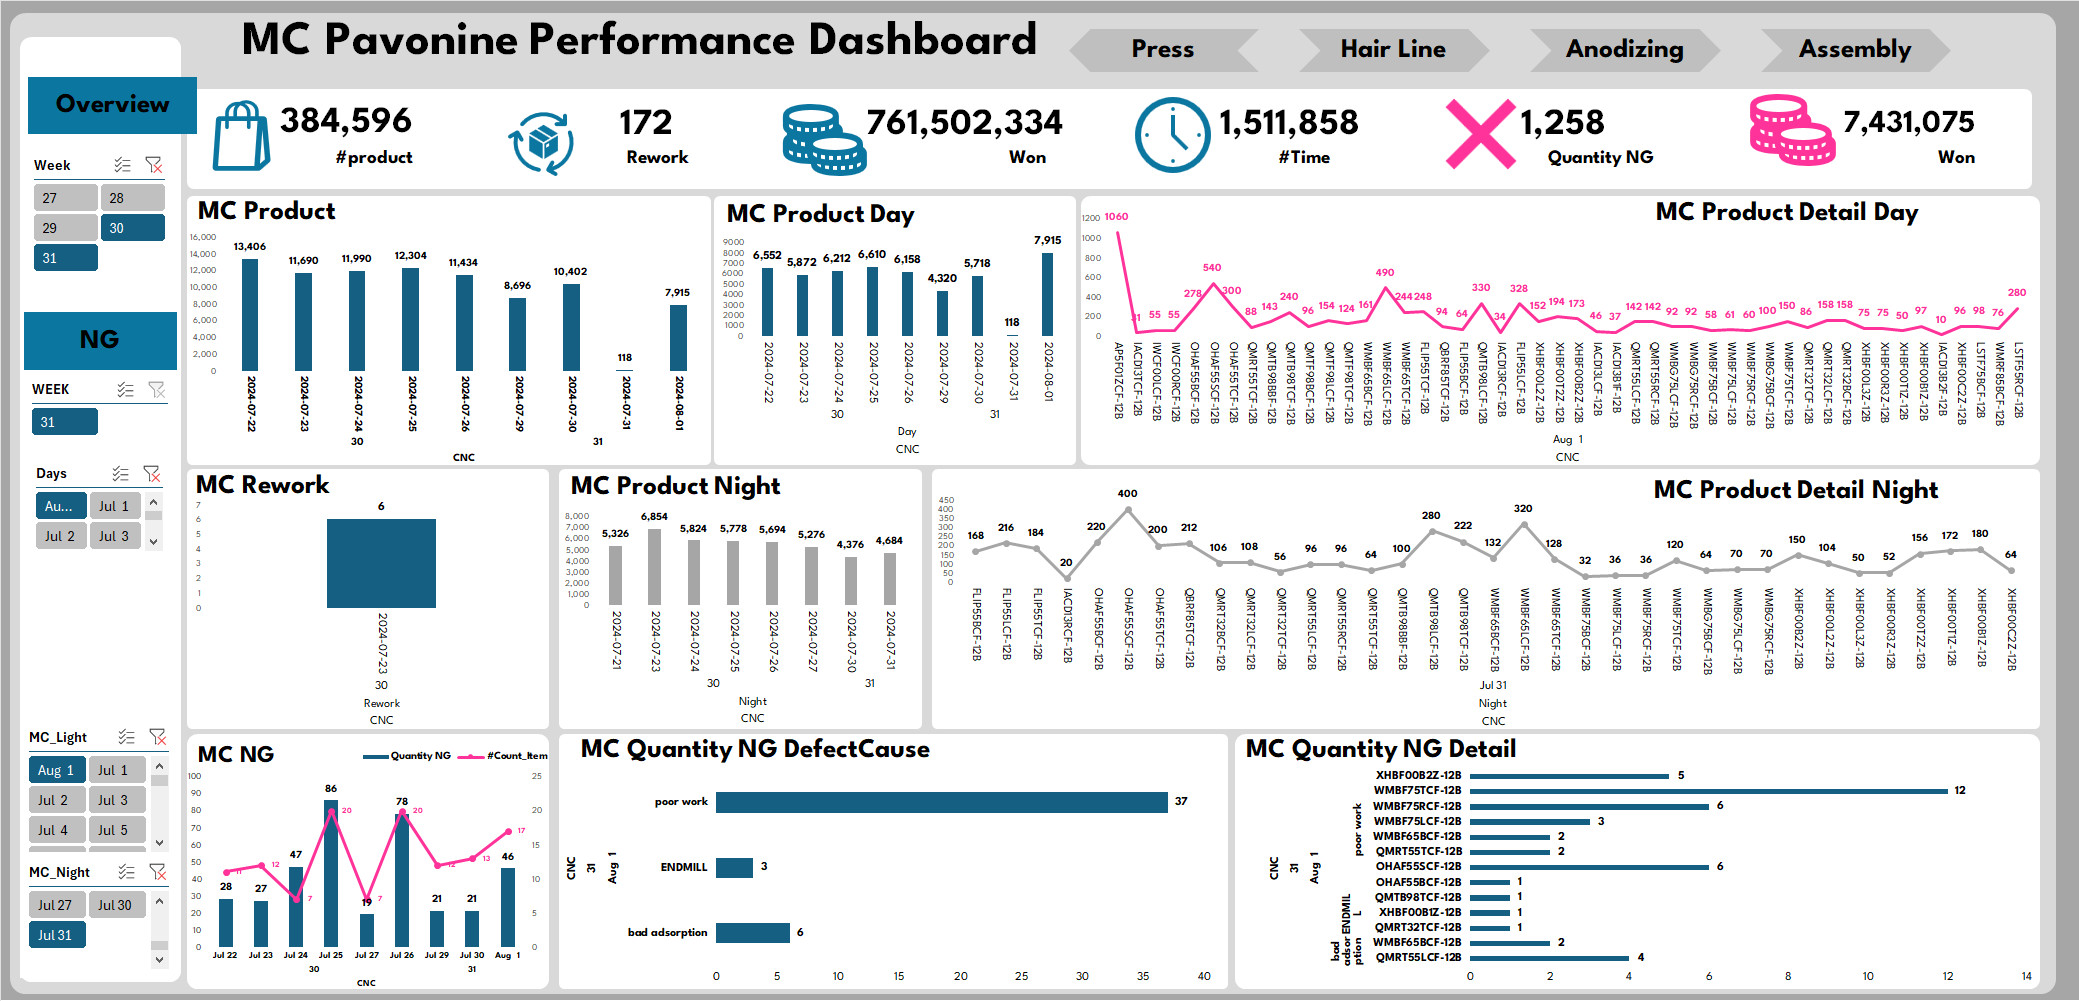 MC Pavonine Performance Dashboard
Press
Hair Line
Anodizing
Assembly
Overview
384,596
#product
172
Rework
761,502,334
Won
1,511,858
#Time
1,258
Quantity NG
7,431,075
Won
Week
27
28
29
30
31
NG
WEEK
31
Days
Au...
Jul 1
Jul 2
Jul 3
MC_Light
Aug 1
Jul 1
Jul 2
Jul 3
Jul 4
Jul 5
MC_Night
Jul 27
Jul 30
Jul 31
MC Product
16,000
14,000
12,000
10,000
8,000
6,000
4,000
2,000
0
13,406
11,690
11,990
12,304
11,434
8,696
10,402
118
7,915
2024-07-22
2024-07-23
2024-07-24
2024-07-25
2024-07-26
2024-07-29
2024-07-30
2024-07-31
2024-08-01
30
31
CNC
MC Product Day
9000
8000
7000
6000
5000
4000
3000
2000
1000
0
6,552
5,872
6,212
6,610
6,158
4,320
5,718
118
7,915
2024-07-22
2024-07-23
2024-07-24
2024-07-25
2024-07-26
2024-07-29
2024-07-30
2024-07-31
2024-08-01
30
31
Day
CNC
MC Product Detail Day
1200
1000
800
600
400
200
0
1060
31
55
55
278
540
300
88
143
240
96
154
124
161
490
244
248
94
64
330
34
328
152
194
173
46
37
142
142
92
92
58
61
60
100
150
86
158
158
75
75
50
97
10
96
98
76
280
AP5F01ZCF-12B
IACD13TCF-12B
IWCF00LCF-12B
IWCF00RCF-12B
OHAF55BCF-12B
OHAF55SCF-12B
OHAF55TCF-12B
QMRT55TCF-12B
QMTB98BBF-12B
QMTB98TCF-12B
QMTF98BCF-12B
QMTF98LCF-12B
QMTF98TCF-12B
WMBF65BCF-12B
WMBF65LCF-12B
WMBF65TCF-12B
FLIP55TCF-12B
QBRF85TCF-12B
FLIP55BCF-12B
QMTB98LCF-12B
IACD13RCF-12B
FLIP55LCF-12B
XHBF00L2Z-12B
XHBF00T2Z-12B
XHBF00B2Z-12B
IACD13LCF-12B
IACD13B1F-12B
QMRT55LCF-12B
QMRT55RCF-12B
WMBG75LCF-12B
WMBG75RCF-12B
WMBF75BCF-12B
WMBF75LCF-12B
WMBF75RCF-12B
WMBG75BCF-12B
WMBF75TCF-12B
QMRT32TCF-12B
QMRT32LCF-12B
QMRT32BCF-12B
XHBF00L3Z-12B
XHBF00R3Z-12B
XHBF00T1Z-12B
XHBF00B1Z-12B
IACD13B2F-12B
XHBF00C2Z-12B
LSTF75BCF-12B
WMRF85BCF-12B
LSTF55RCF-12B
Aug 1
CNC
MC Rework
7
6
5
4
3
2
1
0
6
2024-07-23
30
Rework
CNC
MC Product Night
8,000
7,000
6,000
5,000
4,000
3,000
2,000
1,000
0
5,326
6,854
5,824
5,778
5,694
5,276
4,376
4,684
2024-07-21
2024-07-23
2024-07-24
2024-07-25
2024-07-26
2024-07-27
2024-07-30
2024-07-31
30
31
Night
CNC
MC Product Detail Night
450
400
350
300
250
200
150
100
50
0
168
216
184
20
220
400
200
212
106
108
56
96
96
64
100
280
222
132
320
128
32
36
36
120
64
70
70
150
104
50
52
156
172
180
64
FLIP55BCF-12B
FLIP55LCF-12B
FLIP55TCF-12B
IACD13RCF-12B
OHAF55BCF-12B
OHAF55SCF-12B
OHAF55TCF-12B
QBRF85TCF-12B
QMRT32BCF-12B
QMRT32LCF-12B
QMRT32TCF-12B
QMRT55LCF-12B
QMRT55RCF-12B
QMRT55TCF-12B
QMTB98BBF-12B
QMTB98LCF-12B
QMTB98TCF-12B
WMBF65BCF-12B
WMBF65LCF-12B
WMBF65TCF-12B
WMBF75BCF-12B
WMBF75LCF-12B
WMBF75RCF-12B
WMBF75TCF-12B
WMBG75BCF-12B
WMBG75LCF-12B
WMBG75RCF-12B
XHBF00B2Z-12B
XHBF00L2Z-12B
XHBF00L3Z-12B
XHBF00R3Z-12B
XHBF00T2Z-12B
XHBF00T1Z-12B
XHBF00B1Z-12B
XHBF00C2Z-12B
Jul 31
Night
CNC
MC NG
Quantity NG
#Count_Item
100
90
80
70
60
50
40
30
20
10
0
25
20
15
10
5
0
28
27
47
86
19
78
21
21
46
11
12
7
20
7
20
12
13
17
Jul 22
Jul 23
Jul 24
Jul 25
Jul 27
Jul 26
Jul 29
Jul 30
Aug 1
30
31
CNC
MC Quantity NG DefectCause
poor work
37
ENDMILL
3
bad adsorption
6
CNC
31
Aug 1
0
5
10
15
20
25
30
35
40
MC Quantity NG Detail
XHBF00B2Z-12B
5
WMBF75TCF-12B
12
WMBF75RCF-12B
6
WMBF75LCF-12B
3
WMBF65BCF-12B
2
QMRT55TCF-12B
2
OHAF55SCF-12B
6
OHAF55BCF-12B
1
QMTB98TCF-12B
1
XHBF00B1Z-12B
1
QMRT32TCF-12B
1
WMBF65BCF-12B
2
QMRT55LCF-12B
4
poor work
ENDMIL
L
bad
adsor
ption
CNC
31
Aug 1
0
2
4
6
8
10
12
14